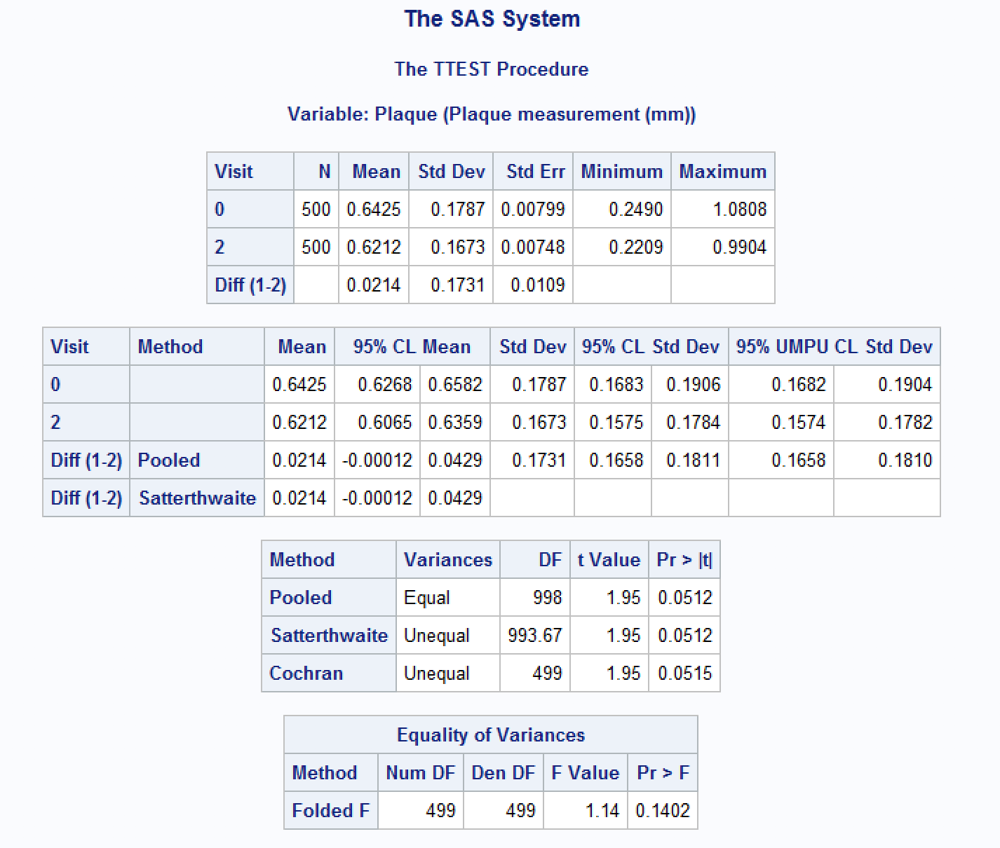 The SAS System
The TTEST Procedure
Variable: Plaque (Plaque measurement (mm))
Visit N Mean Std Dev Std Err Minimum Maximum
0 500 0.6425 0.1787 0.00799 0.2490 1.0808
2 500 0.6212 0.1673 0.00748 0.2209 0.9904
Diff (1-2) 0.0214 0.1731 0.0109
Visit Method Mean 95% CL Mean Std Dev 95% CL Std Dev 95% UMPU CL Std Dev
0 0.6425 0.6268 0.6582 0.1787 0.1683 0.1906 0.1682 0.1904
2 0.6212 0.6065 0.6359 0.1673 0.1575 0.1784 0.1574 0.1782
Diff (1-2) Pooled 0.0214 -0.00012 0.0429 0.1731 0.1658 0.1811 0.1658 0.1810
Diff (1-2) Satterthwaite 0.0214 -0.00012 0.0429
Method Variances DF t Value Pr > |t|
Pooled Equal 998 1.95 0.0512
Satterthwaite Unequal 993.67 1.95 0.0512
Cochran Unequal 499 1.95 0.0515
Equality of Variances
Method Num DF Den DF F Value Pr > F
Folded F 499 499 1.14 0.1402